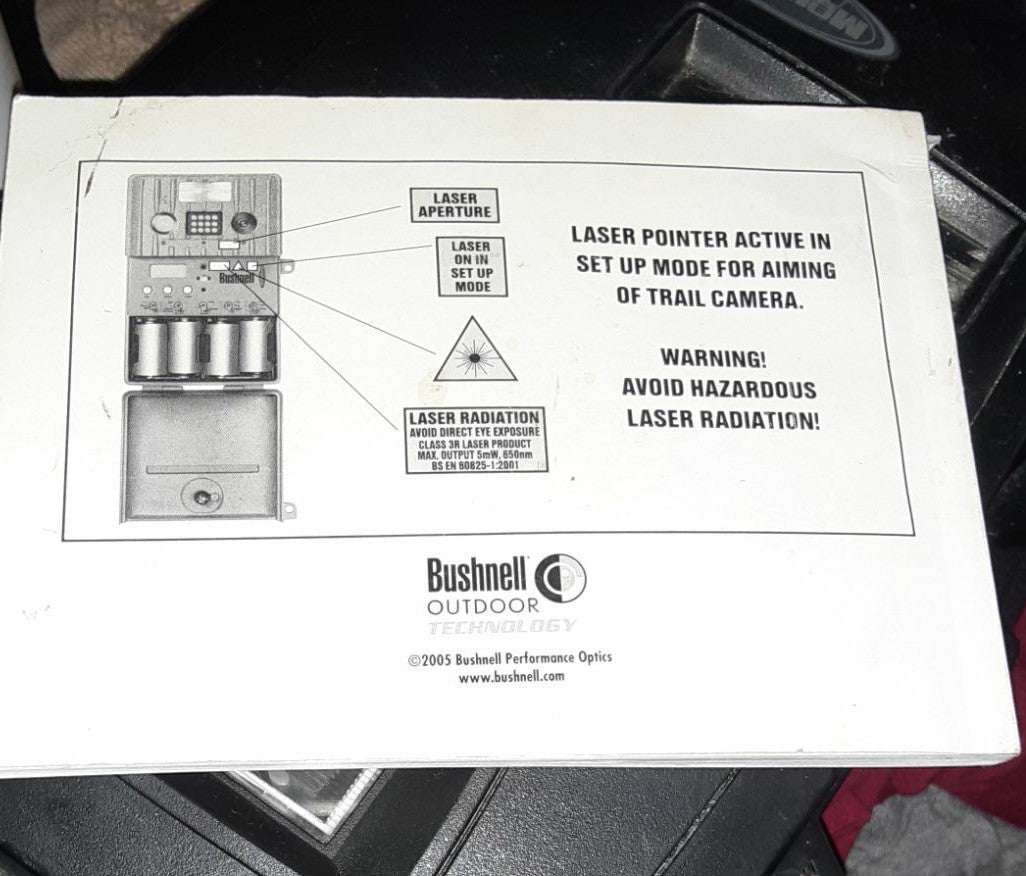 LASER
APERTURE
LASER
ON IN
SET UP
MODE
Bushnell
LASER RADIATION
AVOID DIRECT EYE EXPOSURE
CLASS 3R LASER PRODUCT
MAX. OUTPUT 5mW, 650nm
BS EN 60825-1:2001
LASER POINTER ACTIVE IN
SET UP MODE FOR AIMING
OF TRAIL CAMERA.
WARNING!
AVOID HAZARDOUS
LASER RADIATION!
Bushnell
OUTDOOR
TECHNOLOGY
©2005 Bushnell Performance Optics
www.bushnell.com